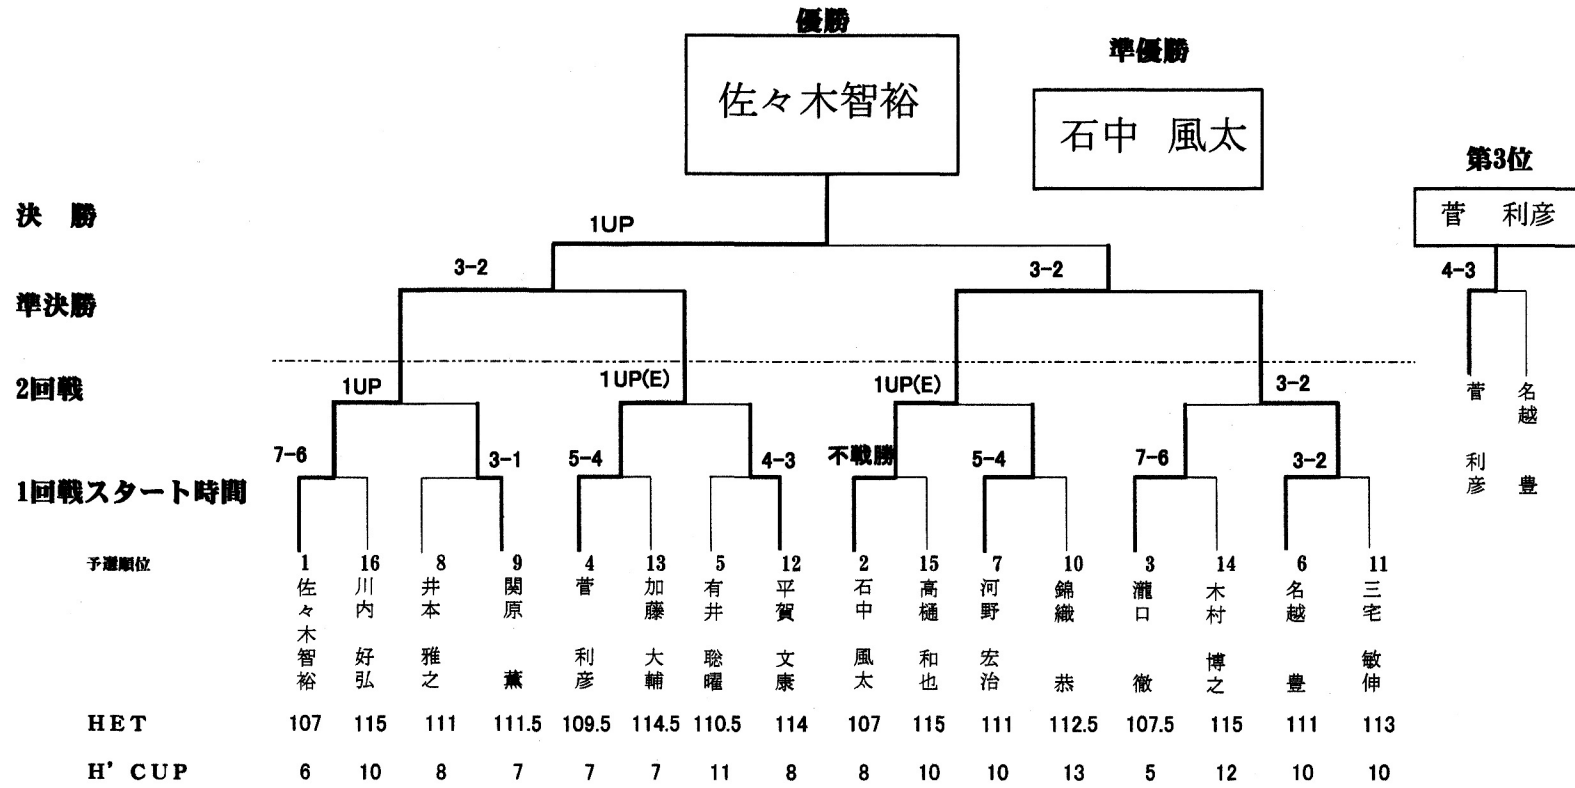 優勝
佐々木智裕
準優勝
石中 風太
第3位
菅 利彦
決 勝
1UP
3-2
3-2
4-3
準決勝
2回戦
1UP
1UP(E)
1UP(E)
3-2
菅 利彦
名越 豊
7-6
3-1
5-4
4-3
不戦勝
5-4
7-6
3-2
1回戦スタート時間
予選順位
1 16 8 9 4 13 5 12 2 15 7 10 3 14 6 11
佐々木智裕
川内 好弘
井本 雅之
関原 薫
菅 利彦
加藤 大輔
有井 聡曜
平賀 文康
石中 風太
高樋 和也
河野 宏治
錦織 恭
瀧口 徹
木村 博之
名越 豊
三宅 敏伸
HET 107 115 111 111.5 109.5 114.5 110.5 114 107 115 111 112.5 107.5 115 111 113
H' CUP 6 10 8 7 7 7 11 8 8 10 10 13 5 12 10 10